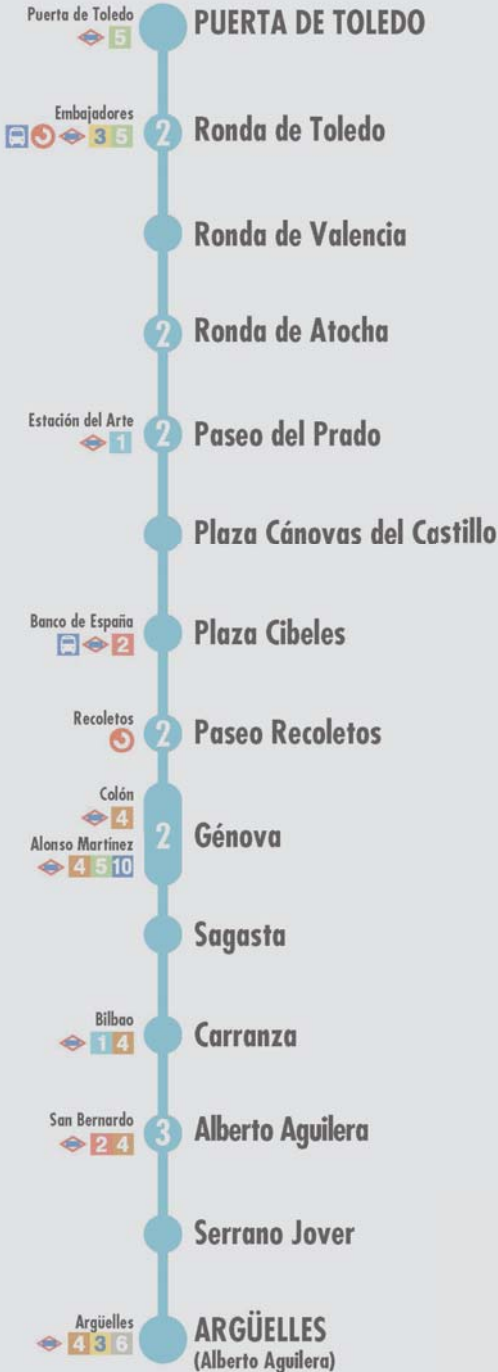 Puerta de Toledo
5
PUERTA DE TOLEDO
Embajadores
3 5
2
Ronda de Toledo
Ronda de Valencia
2
Ronda de Atocha
Estación del Arte
1
2
Paseo del Prado
Plaza Cánovas del Castillo
Banco de España
2
Plaza Cibeles
Recoletos
2
Paseo Recoletos
Colón
4
Alonso Martínez
4 5 10
2
Génova
Sagasta
Bilbao
1 4
Carranza
San Bernardo
2 4
3
Alberto Aguilera
Serrano Jover
Argüelles
4 3 6
ARGÜELLES
(Alberto Aguilera)